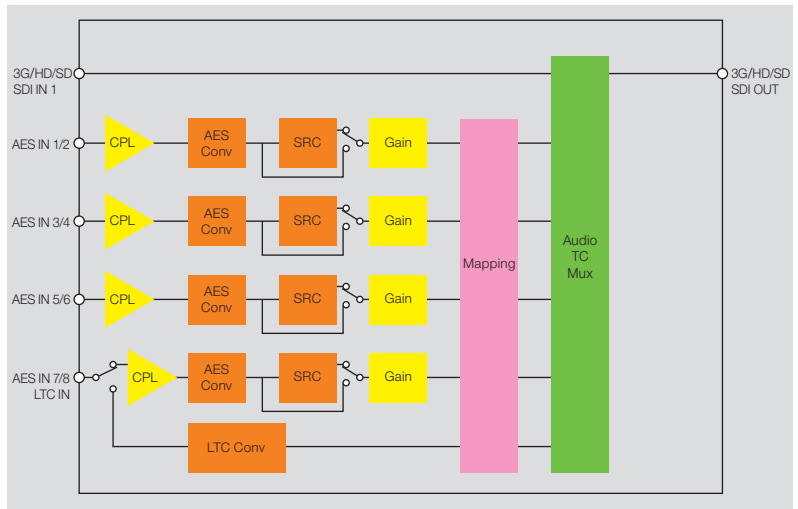 3G/HD/SD
SDI IN 1
3G/HD/SD
SDI OUT
AES IN 1/2
CPL
AES
Conv
SRC
Gain
AES IN 3/4
CPL
AES
Conv
SRC
Gain
Mapping
Audio
TC
Mux
AES IN 5/6
CPL
AES
Conv
SRC
Gain
AES IN 7/8
LTC IN
CPL
AES
Conv
SRC
Gain
LTC Conv